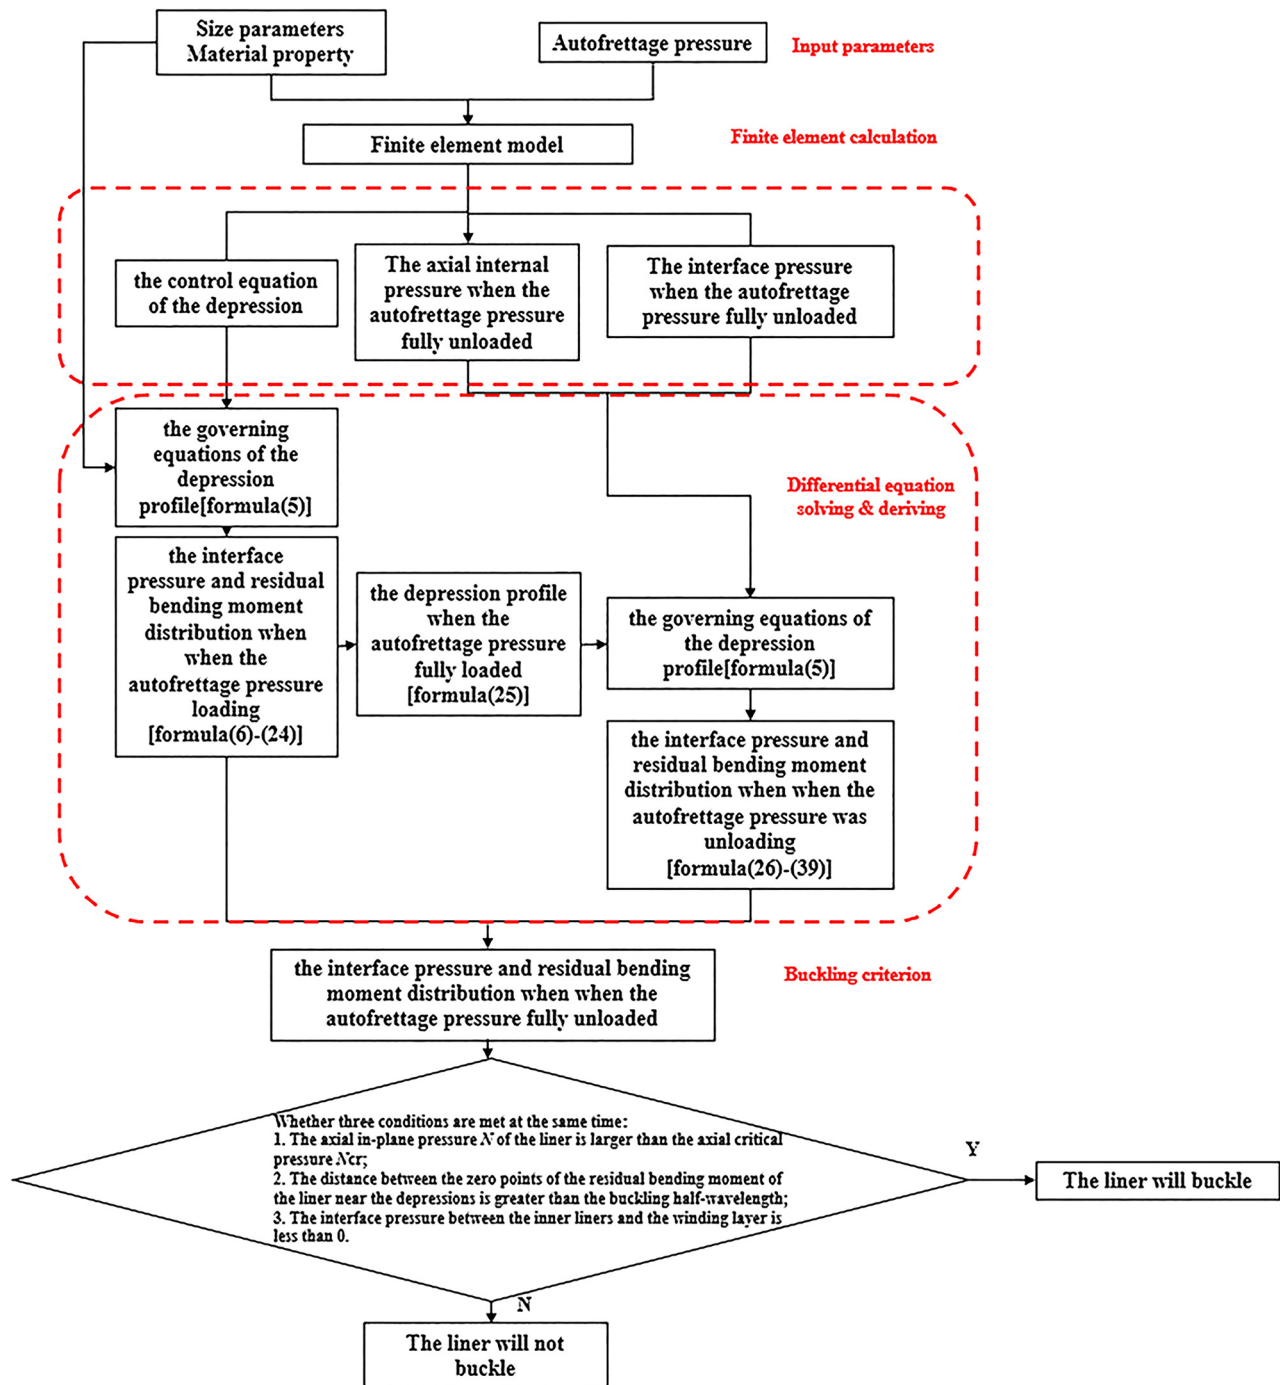 Size parameters
Material property
Autofrettage pressure
Input parameters
Finite element model
Finite element calculation
the control equation
of the depression
The axial internal
pressure when the
autofrettage pressure
fully unloaded
The interface pressure
when the autofrettage
pressure fully unloaded
the governing
equations of the
depression
profile[formula(5)]
Differential equation
solving & deriving
the interface
pressure and residual
bending moment
distribution when
when the
autofrettage pressure
loading
[formula(6)-(24)]
the depression profile
when the
autofrettage pressure
fully loaded
[formula(25)]
the governing equations of
the depression
profile[formula(5)]
the interface pressure and
residual bending moment
distribution when when the
autofrettage pressure was
unloading
[formula(26)-(39)]
the interface pressure and residual bending
moment distribution when when the
autofrettage pressure fully unloaded
Buckling criterion
Whether three conditions are met at the same time:
1. The axial in-plane pressure N of the liner is larger than the axial critical
pressure Ncr;
2. The distance between the zero points of the residual bending moment of
the liner near the depressions is greater than the buckling half-wavelength;
3. The interface pressure between the inner liners and the winding layer is
less than 0.
Y
The liner will buckle
N
The liner will not
buckle